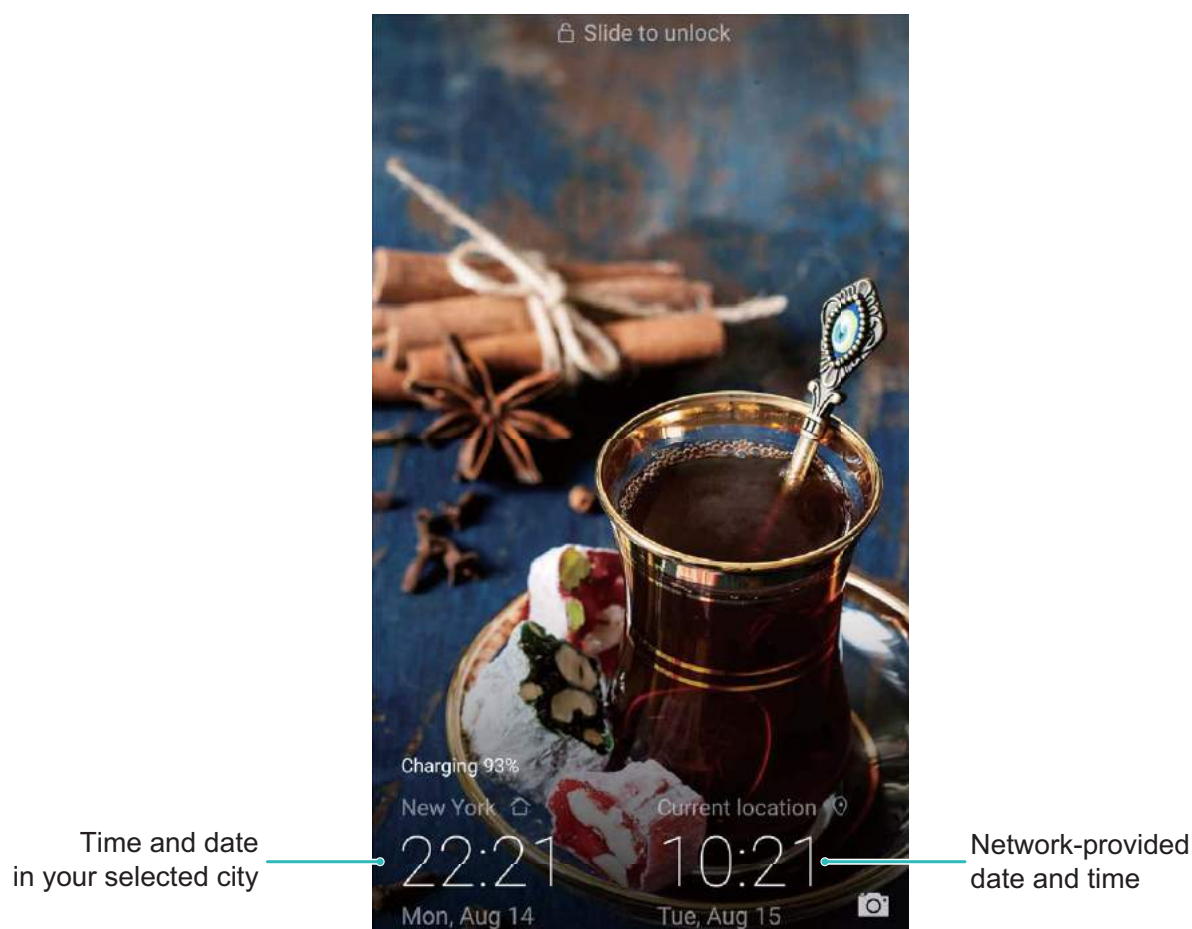 Slide to unlock
Charging 93%
New York
Current location
22:21
10:21
Mon, Aug 14
Tue, Aug 15
Time and date
in your selected city
Network-provided
date and time